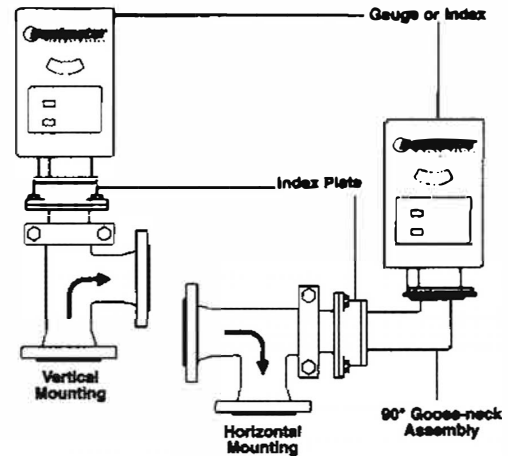 Gauge or Index
Index Plate
Vertical
Mounting
Horizontal
Mounting
90° Goose-neck
Assembly